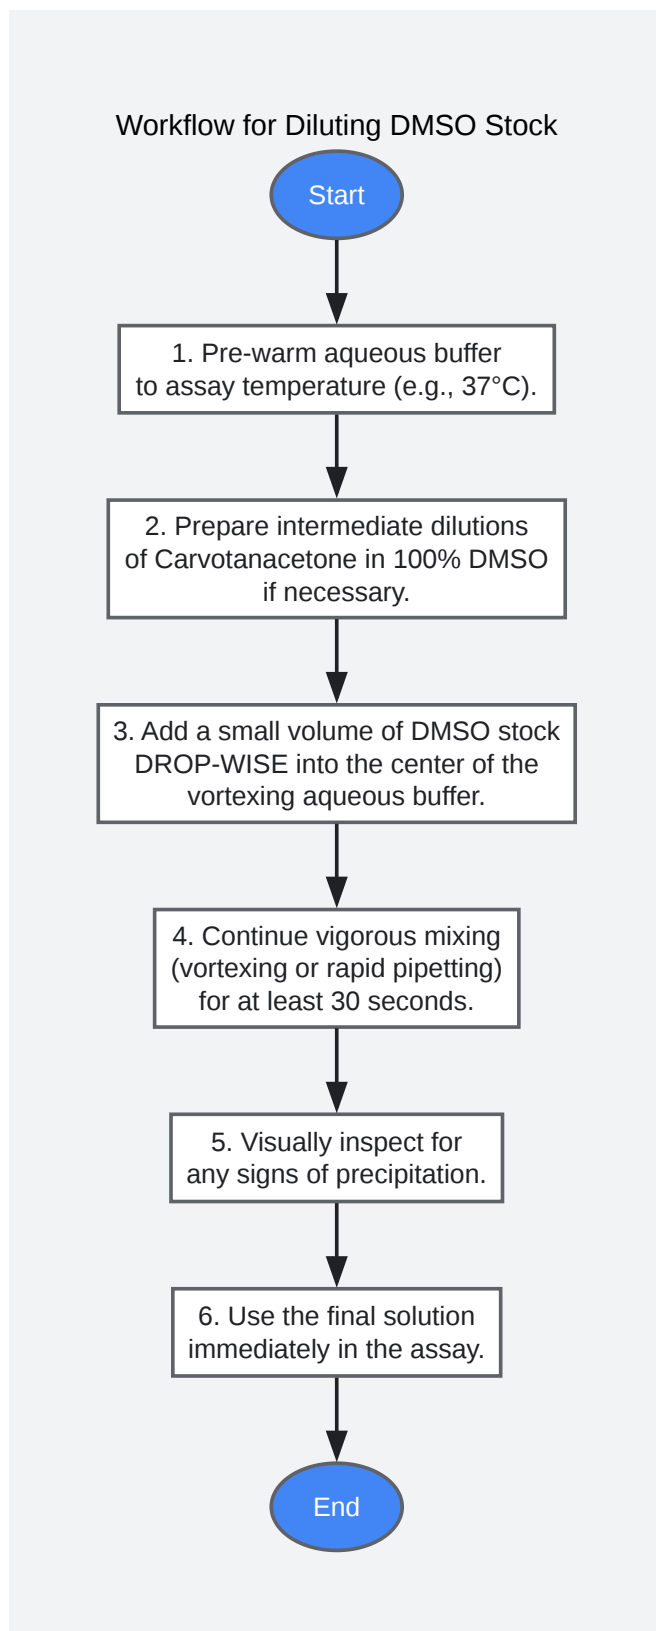 Workflow for Diluting DMSO Stock
Start
1. Pre-warm aqueous buffer
to assay temperature (e.g., 37°C).
2. Prepare intermediate dilutions
of Carvotanacetone in 100% DMSO
if necessary.
3. Add a small volume of DMSO stock
DROP-WISE into the center of the
vortexing aqueous buffer.
4. Continue vigorous mixing
(vortexing or rapid pipetting)
for at least 30 seconds.
5. Visually inspect for
any signs of precipitation.
6. Use the final solution
immediately in the assay.
End